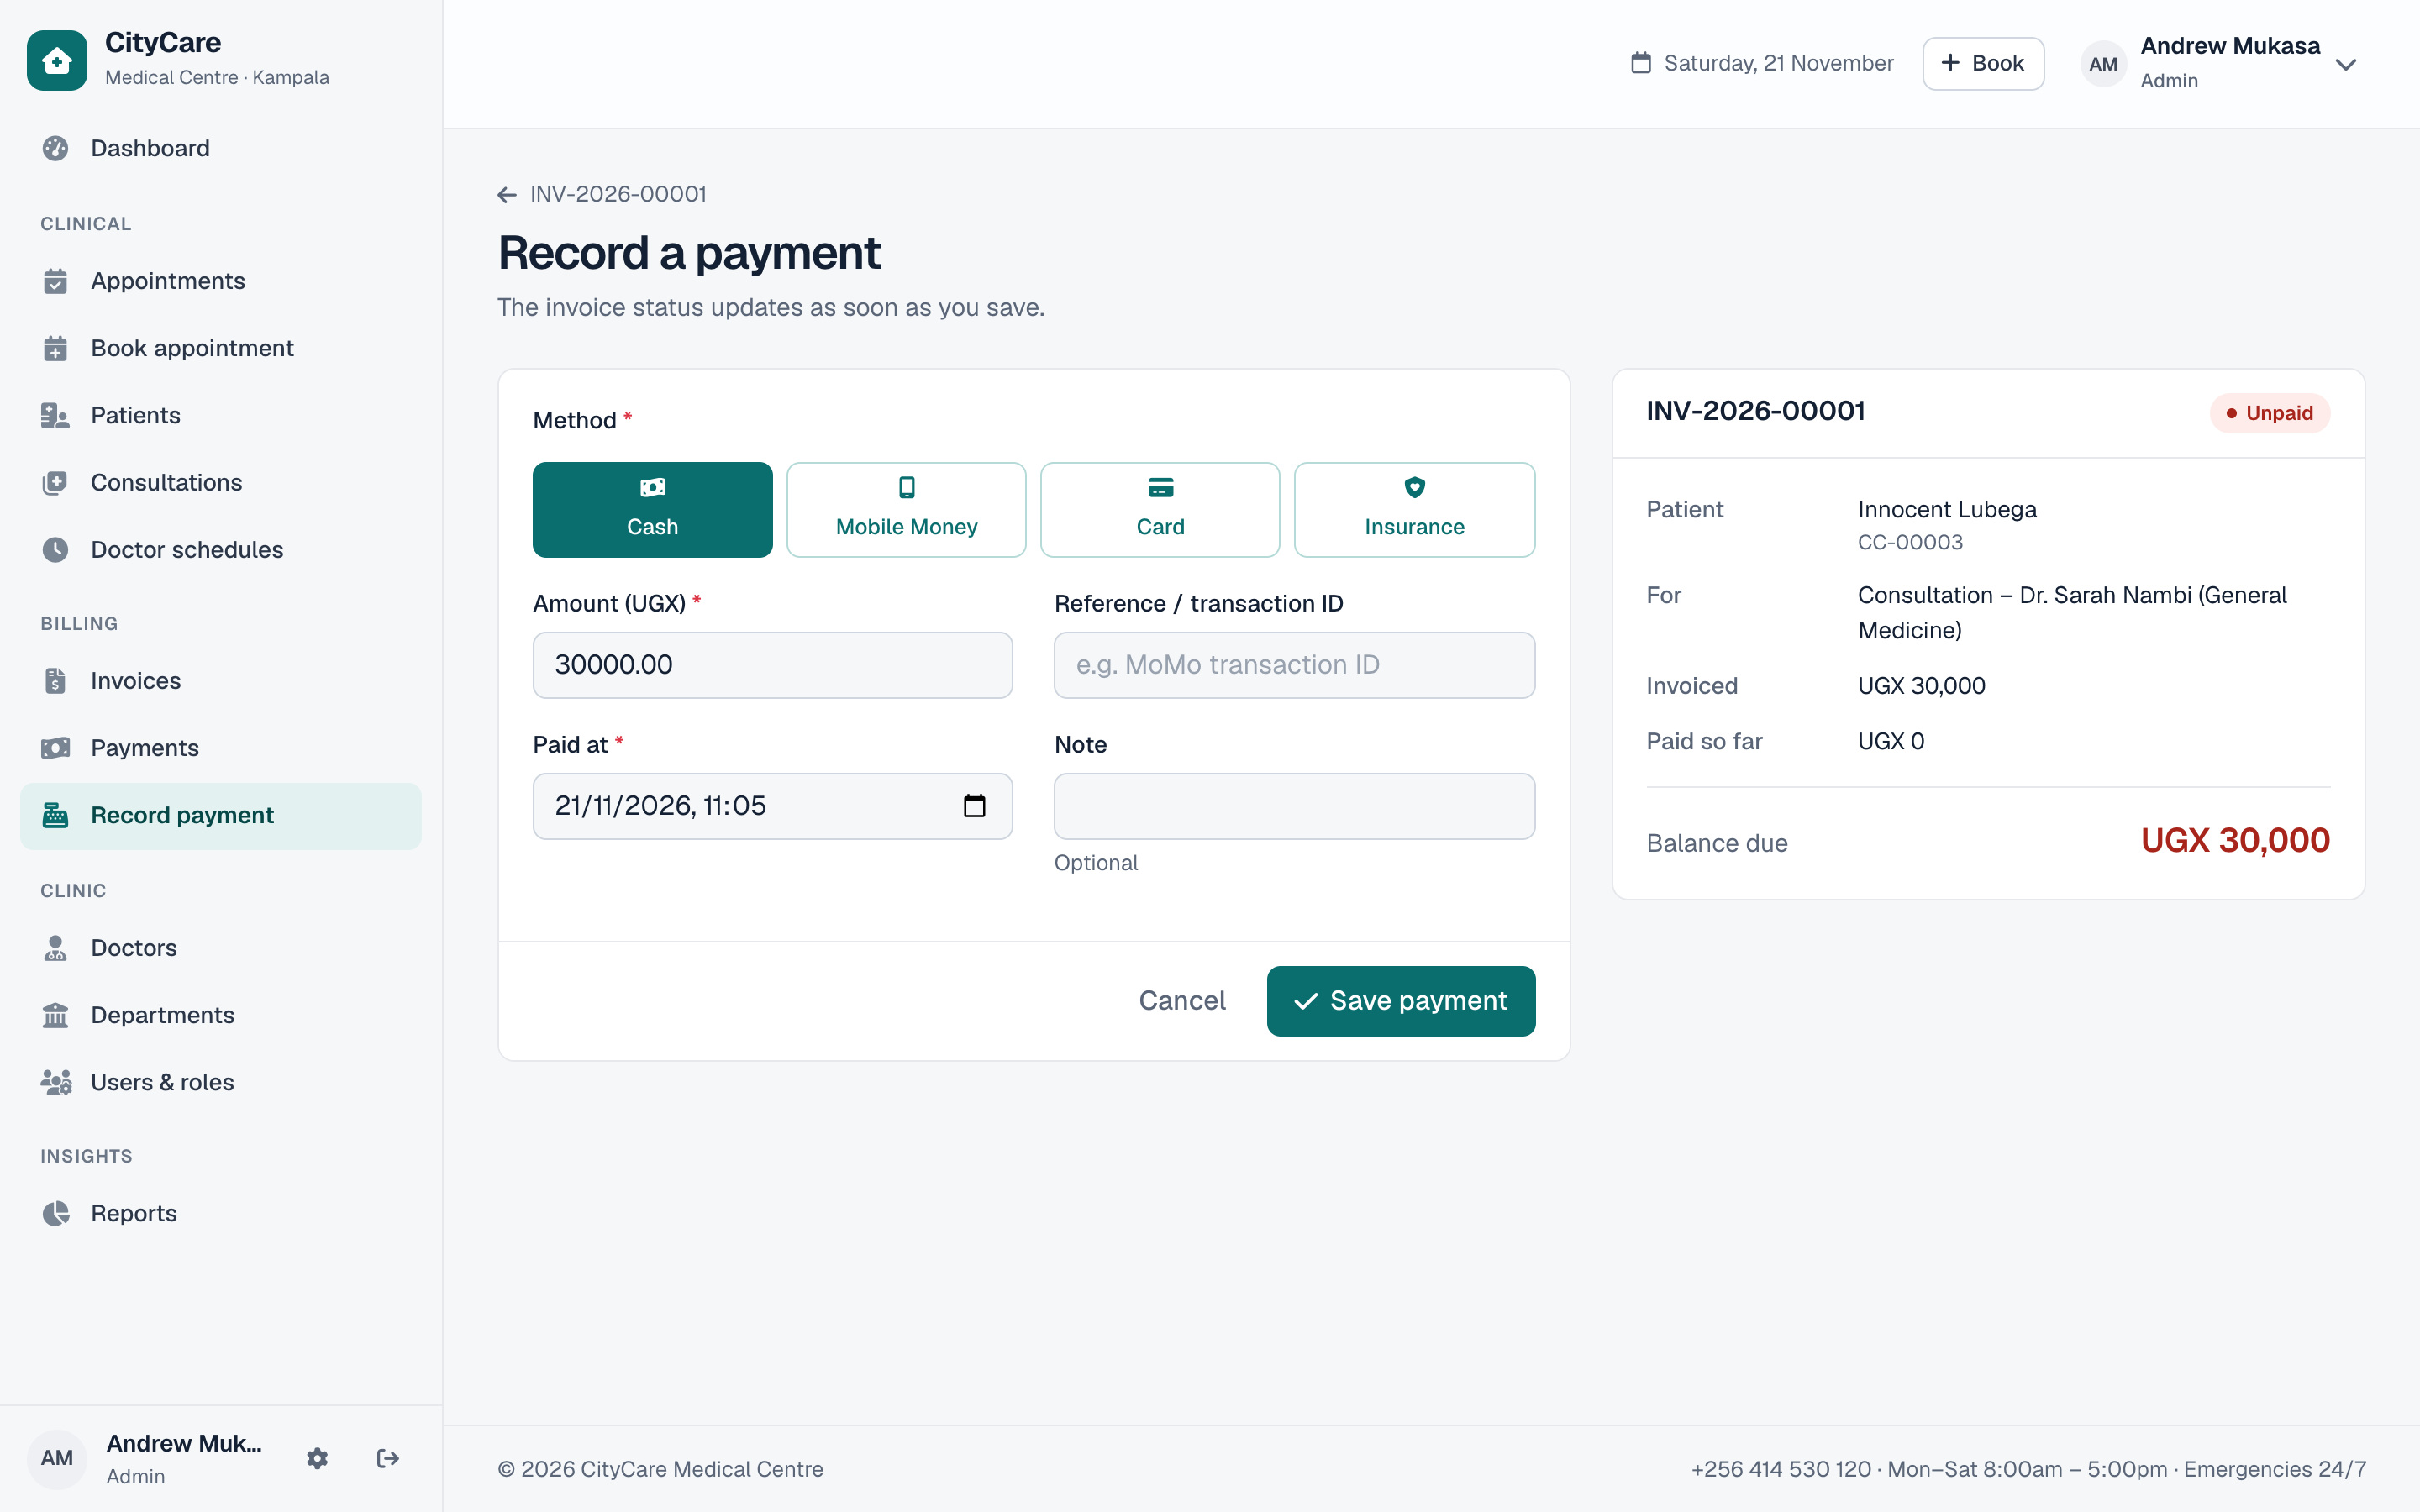 CityCare
Medical Centre · Kampala
Dashboard
CLINICAL
Appointments
Book appointment
Patients
Consultations
Doctor schedules
BILLING
Invoices
Payments
Record payment
CLINIC
Doctors
Departments
Users & roles
INSIGHTS
Reports
AM
Andrew Muk...
Admin
Saturday, 21 November
Book
AM
Andrew Mukasa
Admin
INV-2026-00001
Record a payment
The invoice status updates as soon as you save.
Method *
Cash
Mobile Money
Card
Insurance
Amount (UGX) *
Reference / transaction ID
30000.00
e.g. MoMo transaction ID
Paid at *
Note
21/11/2026, 11:05
Optional
Cancel
Save payment
INV-2026-00001
Unpaid
Patient
Innocent Lubega
CC-00003
For
Consultation – Dr. Sarah Nambi (General
Medicine)
Invoiced
UGX 30,000
Paid so far
UGX 0
Balance due
UGX 30,000
© 2026 CityCare Medical Centre
+256 414 530 120 · Mon–Sat 8:00am – 5:00pm · Emergencies 24/7